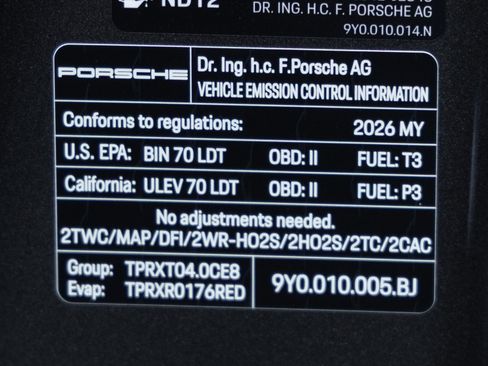 DR. ING. H.C. F. PORSCHE AG
9Y0.010.014.N
PORSCHE
Dr. Ing. h.c. F.Porsche AG
VEHICLE EMISSION CONTROL INFORMATION
Conforms to regulations: 2026 MY
U.S. EPA: BIN 70 LDT OBD: II FUEL: T3
California: ULEV 70 LDT OBD: II FUEL: P3
No adjustments needed.
2TWC/MAP/DFI/2WR-HO2S/2HO2S/2TC/2CAC
Group: TPRXT04.0CE8
Evap: TPRXR0176RED
9Y0.010.005.BJ